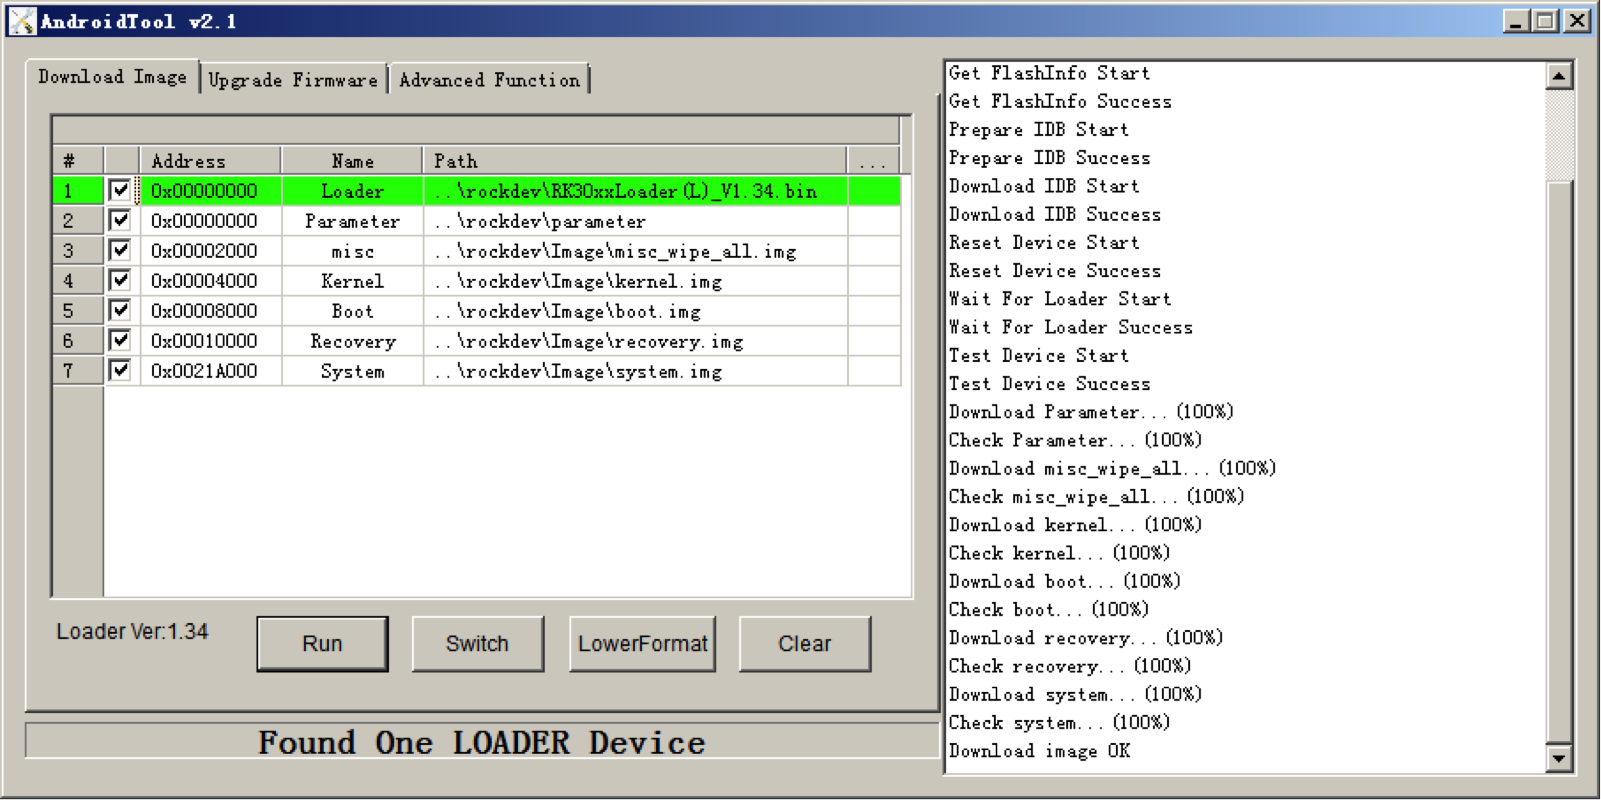 AndroidTool v2.1
Download Image Upgrade Firmware Advanced Function
# Address Name Path ...
1 0x00000000 Loader ..\rockdev\RK30xxLoader(L)_V1.34.bin
2 0x00000000 Parameter ..\rockdev\parameter
3 0x00002000 misc ..\rockdev\Image\misc_wipe_all.img
4 0x00004000 Kernel ..\rockdev\Image\kernel.img
5 0x00008000 Boot ..\rockdev\Image\boot.img
6 0x00010000 Recovery ..\rockdev\Image\recovery.img
7 0x0021A000 System ..\rockdev\Image\system.img
Loader Ver:1.34 Run Switch LowerFormat Clear
Found One LOADER Device
Get FlashInfo Start
Get FlashInfo Success
Prepare IDB Start
Prepare IDB Success
Download IDB Start
Download IDB Success
Reset Device Start
Reset Device Success
Wait For Loader Start
Wait For Loader Success
Test Device Start
Test Device Success
Download Parameter... (100%)
Check Parameter... (100%)
Download misc_wipe_all... (100%)
Check misc_wipe_all... (100%)
Download kernel... (100%)
Check kernel... (100%)
Download boot... (100%)
Check boot... (100%)
Download recovery... (100%)
Check recovery... (100%)
Download system... (100%)
Check system... (100%)
Download image OK